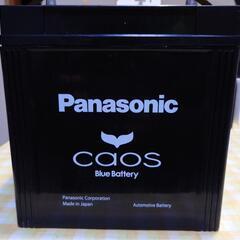 Panasonic
caos
Blue Battery
Panasonic Corporation
Made in Japan
Automotive Battery